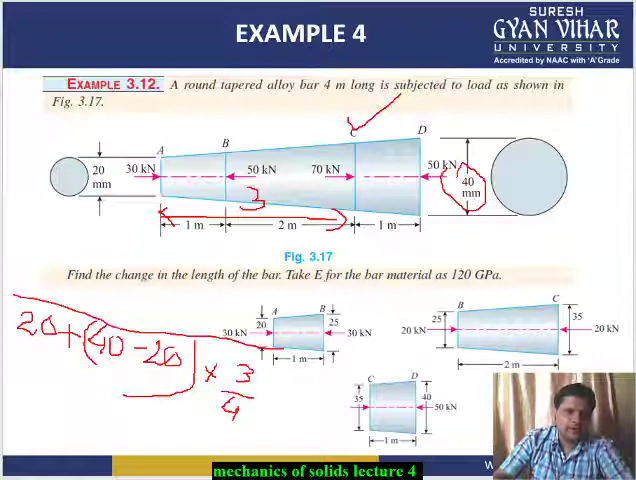 SURESH
GYAN VIHAR
UNIVERSITY
Accredited by NAAC with 'A' Grade
EXAMPLE 4
EXAMPLE 3.12. A round tapered alloy bar 4 m long is subjected to load as shown in
Fig. 3.17.
A B C D
20
mm
30 kN
50 kN
70 kN
50 kN
40
mm
3
1 m
2 m
1 m
Fig. 3.17
Find the change in the length of the bar. Take E for the bar material as 120 GPa.
20+(40-20) × 3/4
A B
20
25
30 kN
30 kN
1 m
B C
25
35
20 kN
20 kN
2 m
C D
35
40
50 kN
1 m
W
mechanics of solids lecture 4